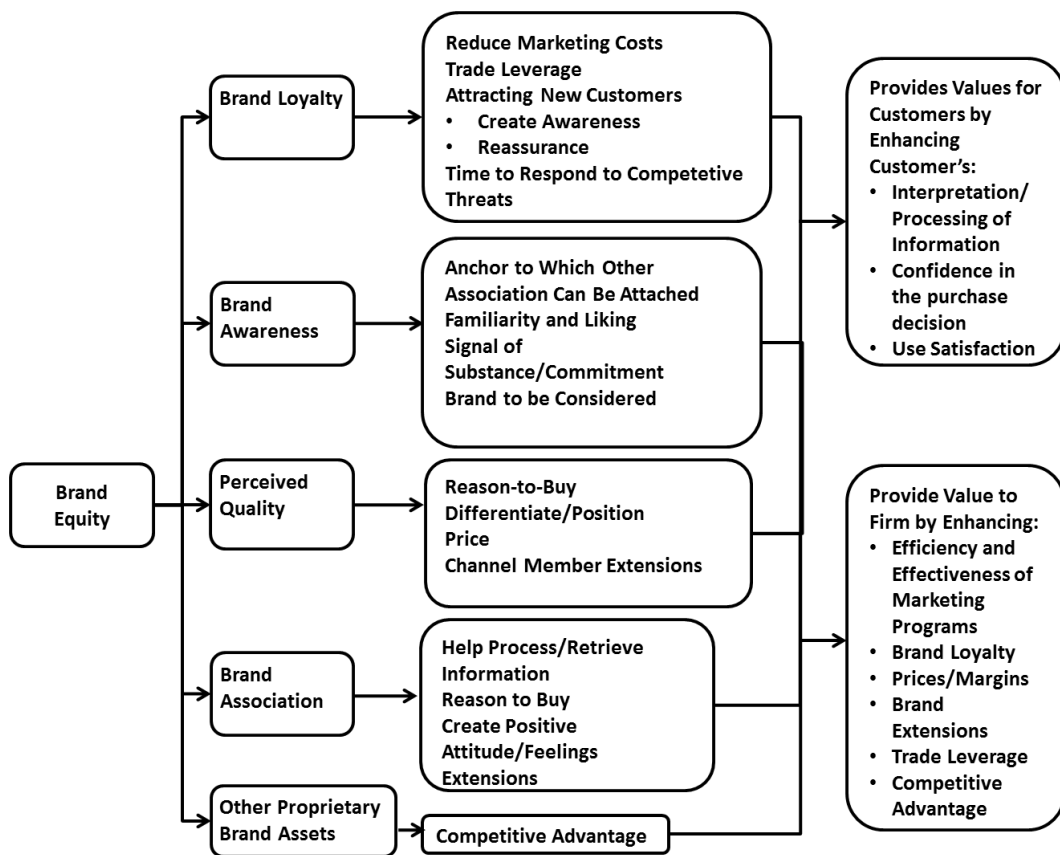 Brand
Equity
Brand Loyalty
Reduce Marketing Costs
Trade Leverage
Attracting New Customers
• Create Awareness
• Reassurance
Time to Respond to Competetive
Threats
Brand
Awareness
Anchor to Which Other
Association Can Be Attached
Familiarity and Liking
Signal of
Substance/Commitment
Brand to be Considered
Perceived
Quality
Reason-to-Buy
Differentiate/Position
Price
Channel Member Extensions
Brand
Association
Help Process/Retrieve
Information
Reason to Buy
Create Positive
Attitude/Feelings
Extensions
Other Proprietary
Brand Assets
Competitive Advantage
Provides Values for
Customers by
Enhancing
Customer’s:
• Interpretation/
Processing of
Information
• Confidence in
the purchase
decision
• Use Satisfaction
Provide Value to
Firm by Enhancing:
• Efficiency and
Effectiveness of
Marketing
Programs
• Brand Loyalty
• Prices/Margins
• Brand
Extensions
• Trade Leverage
• Competitive
Advantage